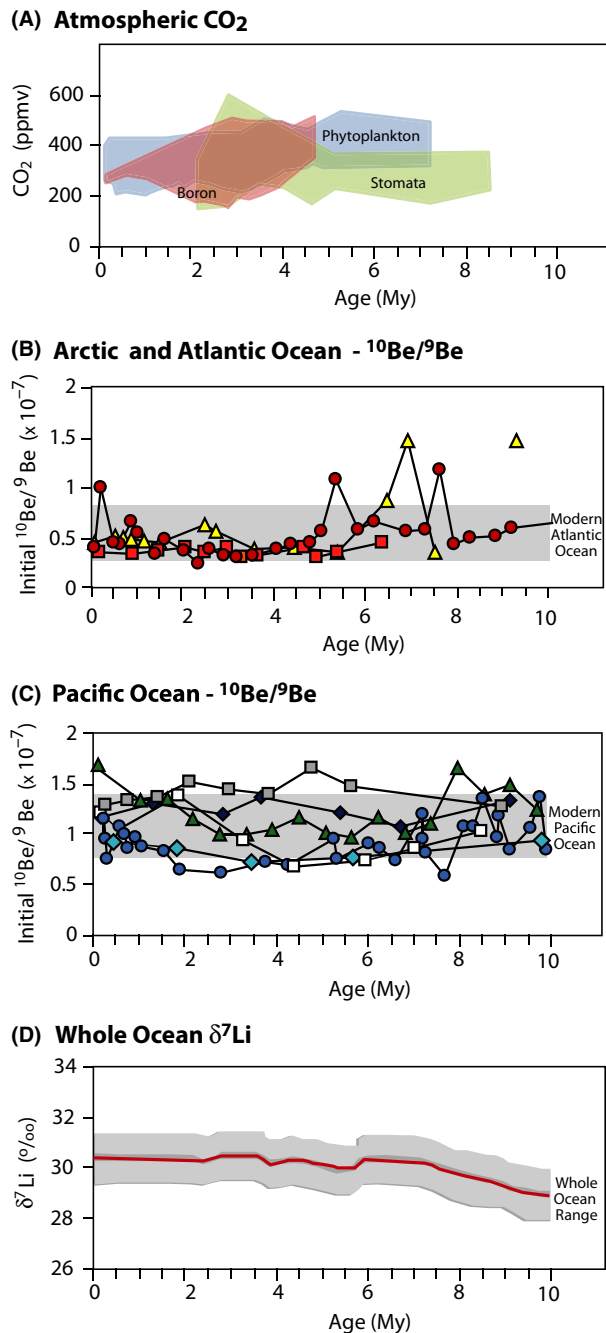 (A) Atmospheric CO₂
CO₂ (ppmv)
600
400
200
0
Phytoplankton
Boron
Stomata
0 2 4 6 8 10
Age (My)
(B) Arctic and Atlantic Ocean - ¹⁰Be/⁹Be
Initial ¹⁰Be/ ⁹ Be (x 10⁻⁷)
2
1.5
1
0.5
0
Modern
Atlantic
Ocean
0 2 4 6 8 10
Age (My)
(C) Pacific Ocean - ¹⁰Be/⁹Be
Initial ¹⁰Be/ ⁹ Be (x 10⁻⁷)
2
1.5
1
0.5
0
Modern
Pacific
Ocean
0 2 4 6 8 10
Age (My)
(D) Whole Ocean δ⁷Li
δ⁷ Li (o/oo)
34
32
30
28
26
Whole
Ocean
Range
0 2 4 6 8 10
Age (My)